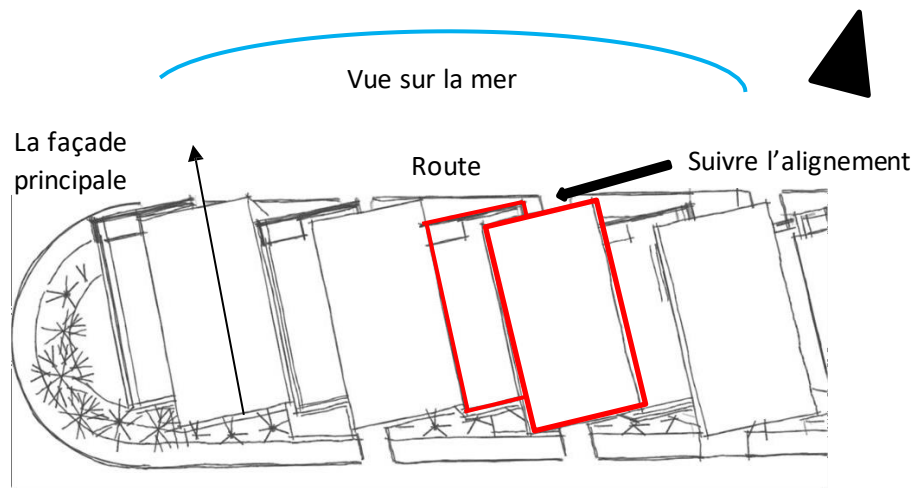 Vue sur la mer
La façade
principale
Route
Suivre l’alignement